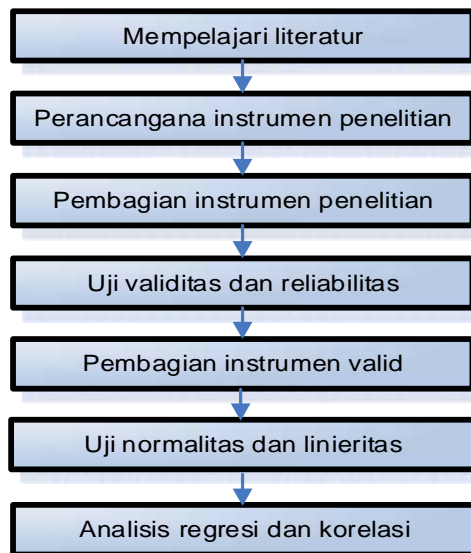 Mempelajari literatur
Perancangana instrumen penelitian
Pembagian instrumen penelitian
Uji validitas dan reliabilitas
Pembagian instrumen valid
Uji normalitas dan linieritas
Analisis regresi dan korelasi